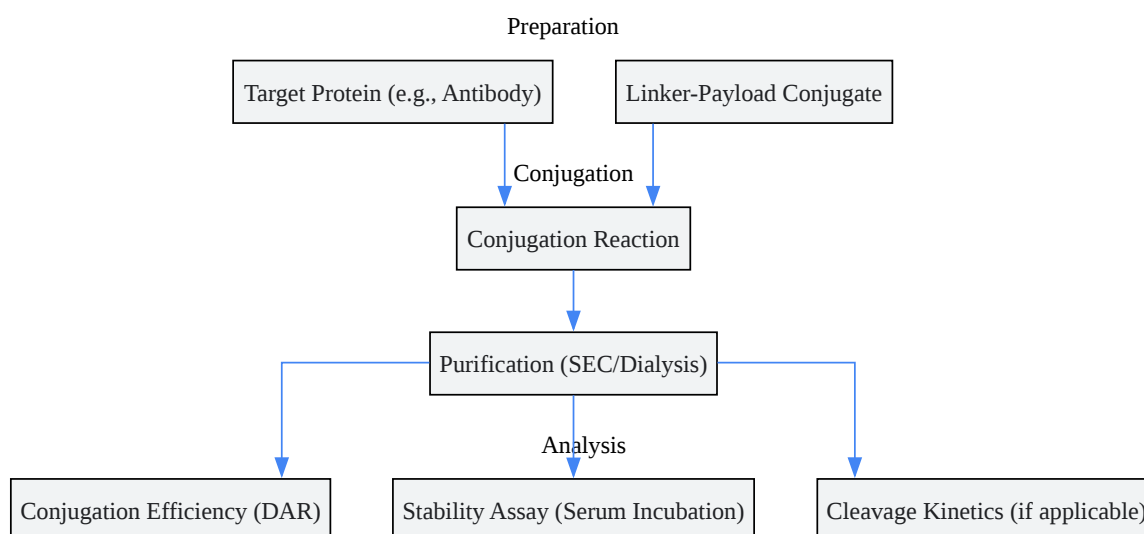 Preparation
Target Protein (e.g., Antibody)
Linker-Payload Conjugate
Conjugation
Conjugation Reaction
Purification (SEC/Dialysis)
Analysis
Conjugation Efficiency (DAR)
Stability Assay (Serum Incubation)
Cleavage Kinetics (if applicable)